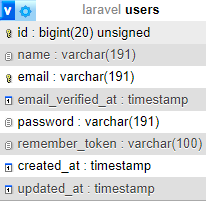 v laravel users
id : bigint(20) unsigned
name : varchar(191)
email : varchar(191)
email_verified_at : timestamp
password : varchar(191)
remember_token : varchar(100)
created_at : timestamp
updated_at : timestamp